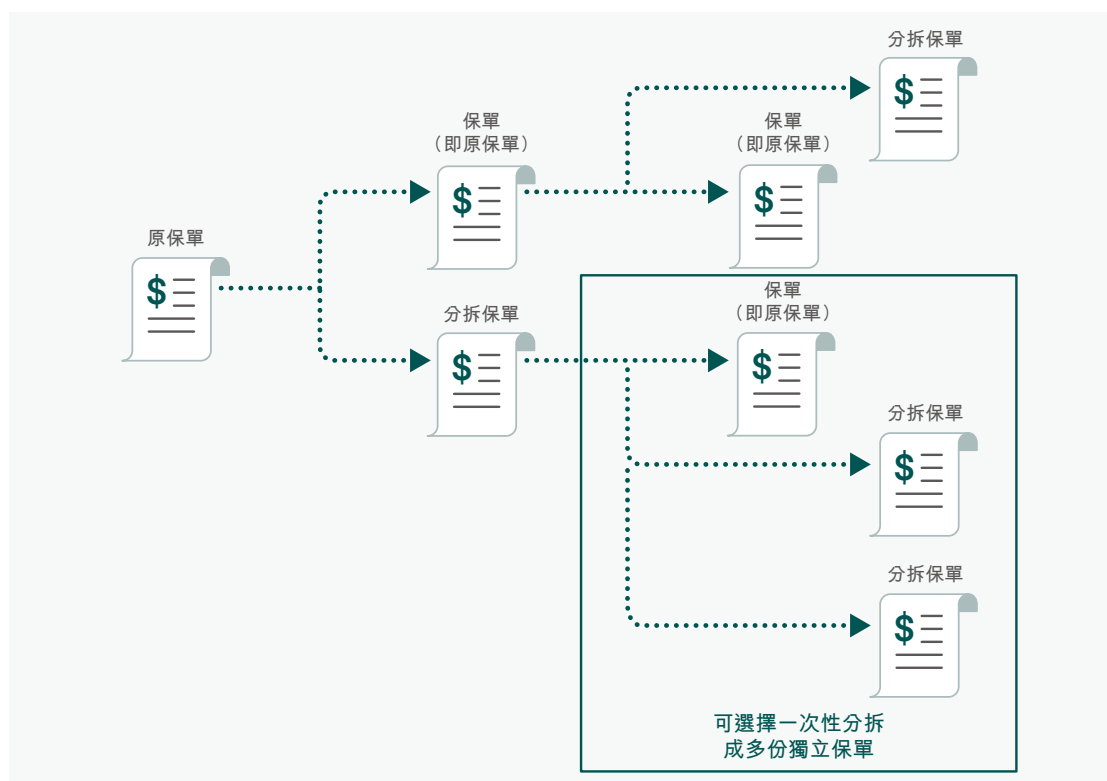 分拆保單
保單
（即原保單）
$
保單
（即原保單）
$
$
原保單
$
分拆保單
$
保單
（即原保單）
$
分拆保單
$
分拆保單
$
可選擇一次性分拆
成多份獨立保單